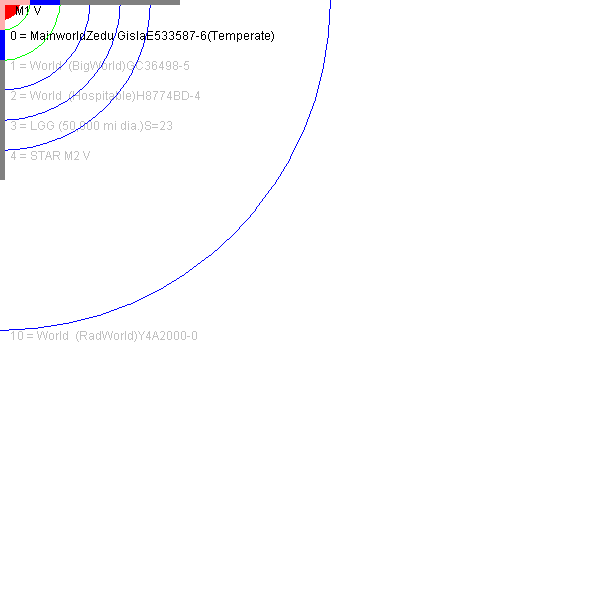 M1 V
0 = MainworldZedu GislaE533587-6(Temperate)
1 = World (BigWorld)GC36498-5
2 = World (Hospitable)H8774BD-4
3 = LGG (50,900 mi dia.)S=23
4 = STAR M2 V
10 = World (RadWorld)Y4A2000-0